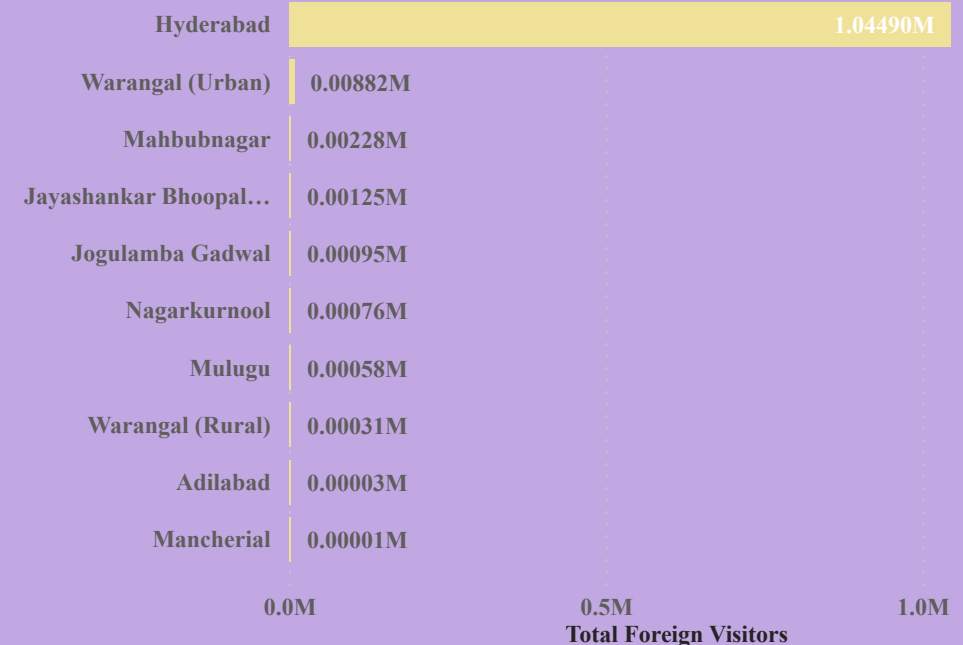 Hyderabad 1.04490M
Warangal (Urban) 0.00882M
Mahbubnagar 0.00228M
Jayashankar Bhoopal… 0.00125M
Jogulamba Gadwal 0.00095M
Nagarkurnool 0.00076M
Mulugu 0.00058M
Warangal (Rural) 0.00031M
Adilabad 0.00003M
Mancherial 0.00001M
0.0M 0.5M 1.0M
Total Foreign Visitors